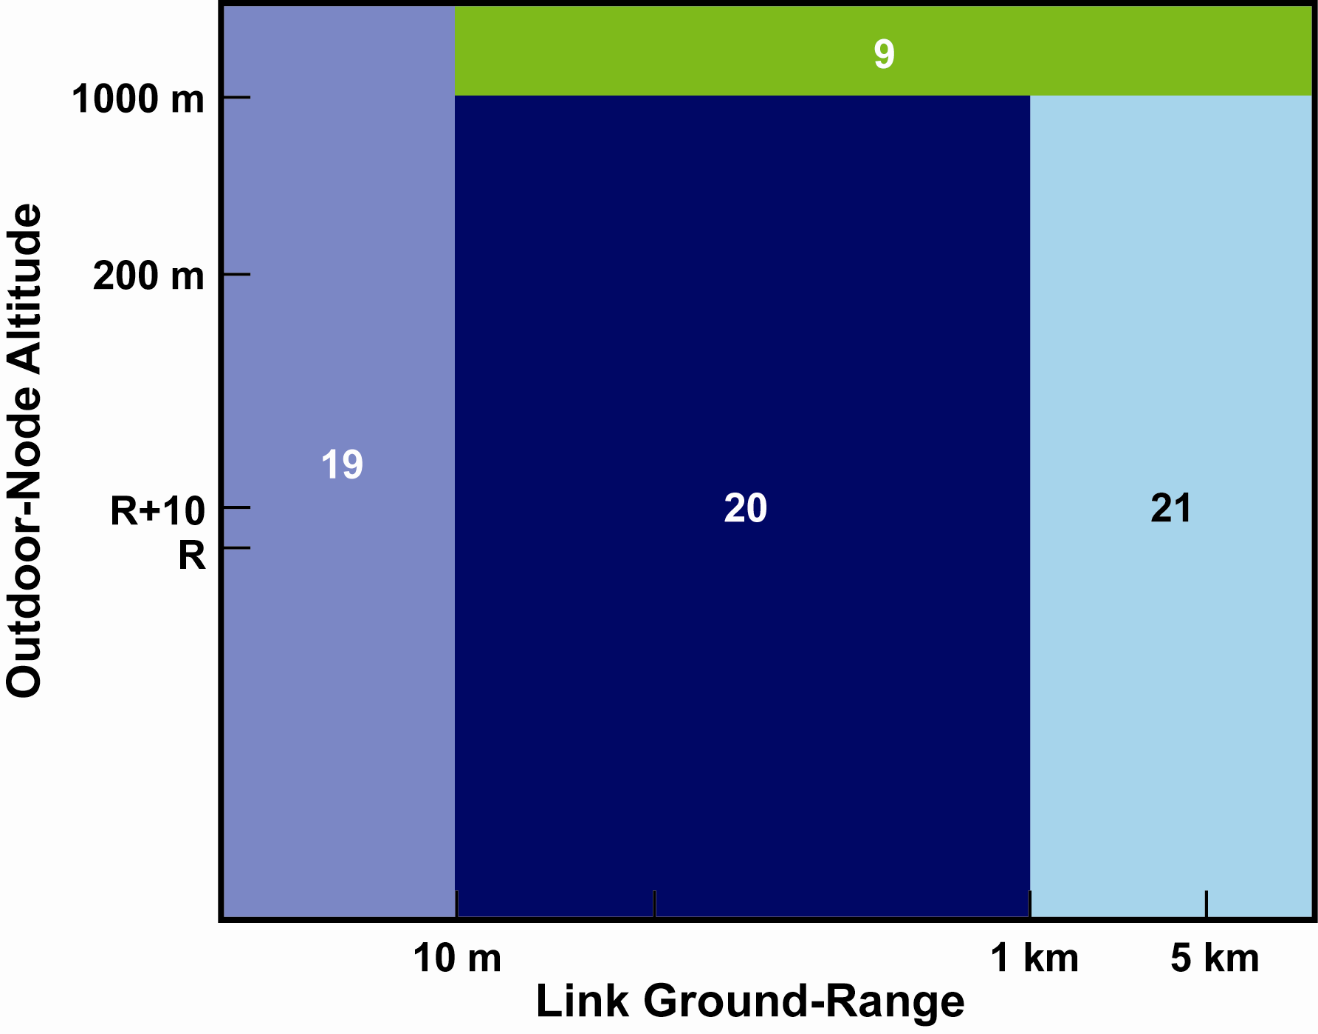 9
1000 m
200 m
19
R+10
20
21
R
Outdoor-Node Altitude
10 m
1 km
5 km
Link Ground-Range